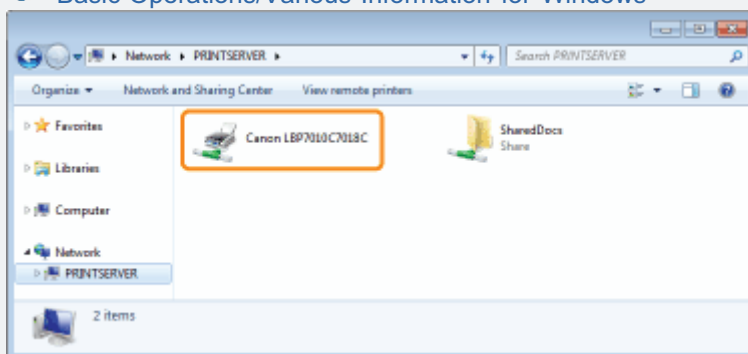 Basic Operations/Various Information for Windows
Network ▸ PRINTSERVER ▸
Search PRINTSERVER
Organize
Network and Sharing Center
View remote printers
Favorites
Canon LBP7010C7018C
SharedDocs
Share
Libraries
Computer
Network
PRINTSERVER
2 items